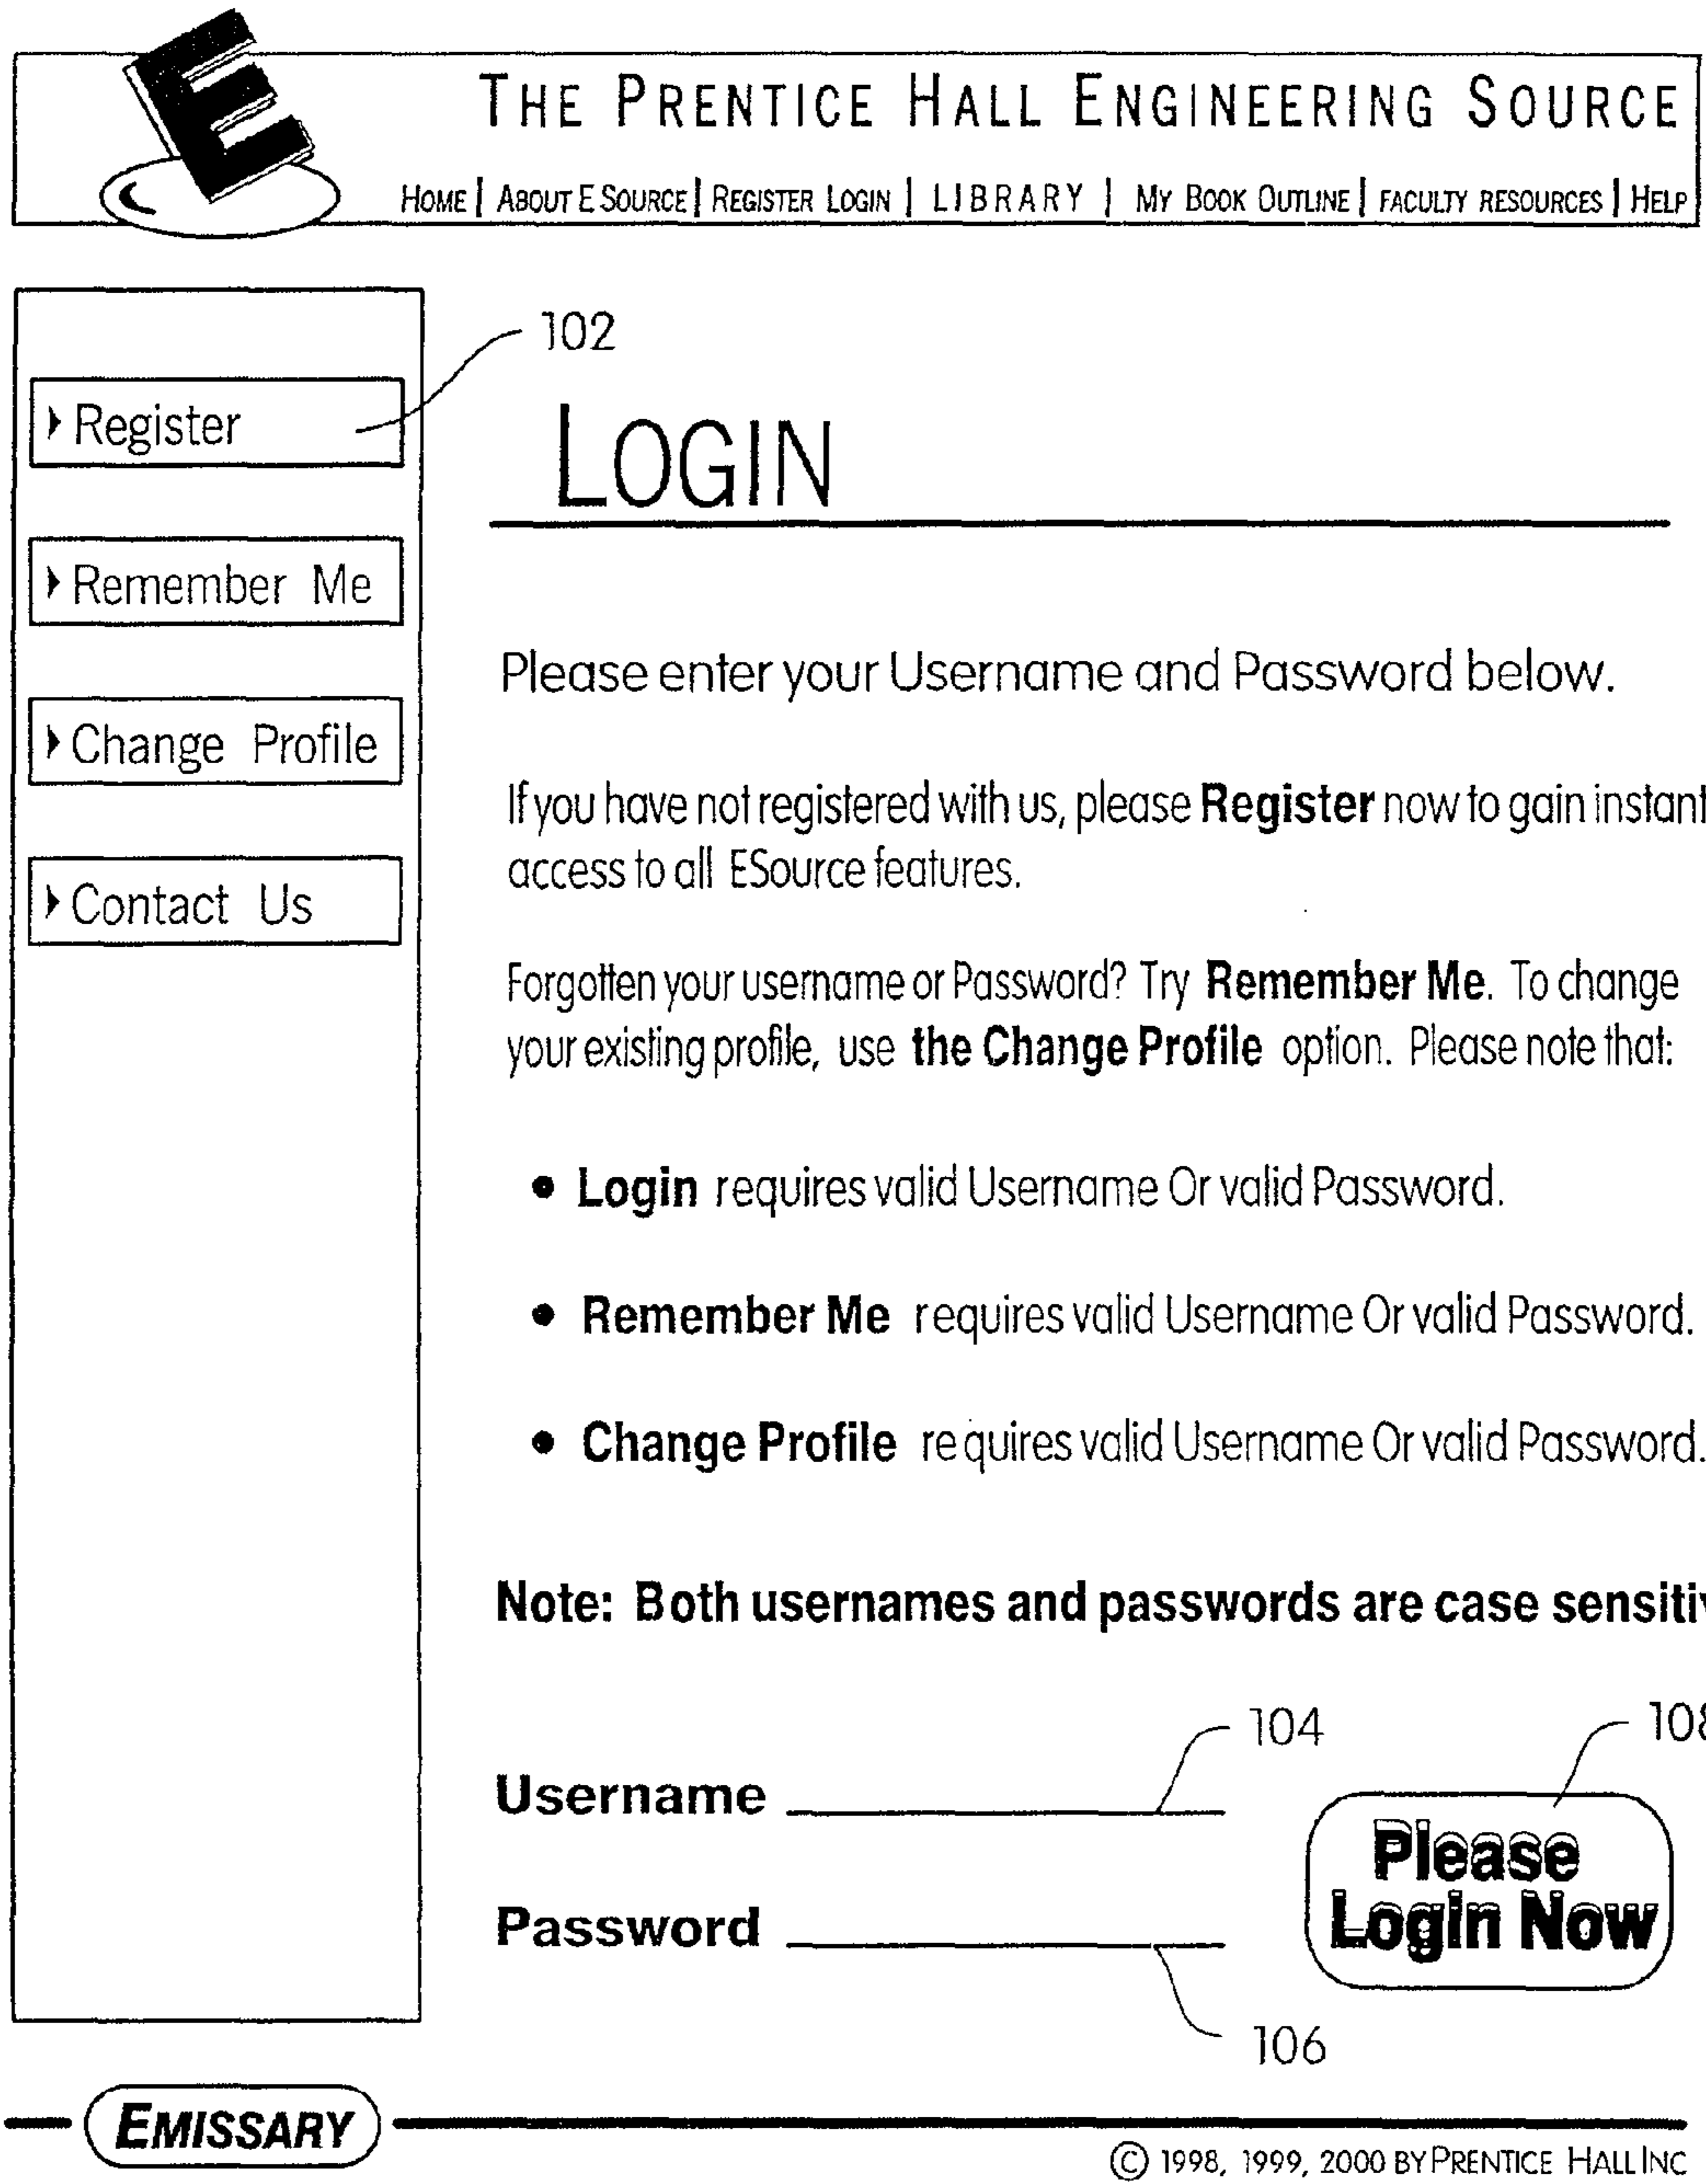 E
THE PRENTICE HALL ENGINEERING SOURCE
HOME | ABOUT E SOURCE | REGISTER LOGIN | LIBRARY | MY BOOK OUTLINE | FACULTY RESOURCES | HELP
102
Register
Remember Me
Change Profile
Contact Us
LOGIN
Please enter your Username and Password below.
If you have not registered with us, please Register now to gain instant
access to all ESource features.
Forgotten your username or Password? Try Remember Me. To change
your existing profile, use the Change Profile option. Please note that:
• Login requires valid Username Or valid Password.
• Remember Me requires valid Username Or valid Password.
• Change Profile requires valid Username Or valid Password.
Note: Both usernames and passwords are case
104
Username
Please
Login Now
Password
106
EMISSARY
© 1998, 1999, 2000 BY PRENTICE HALL INC